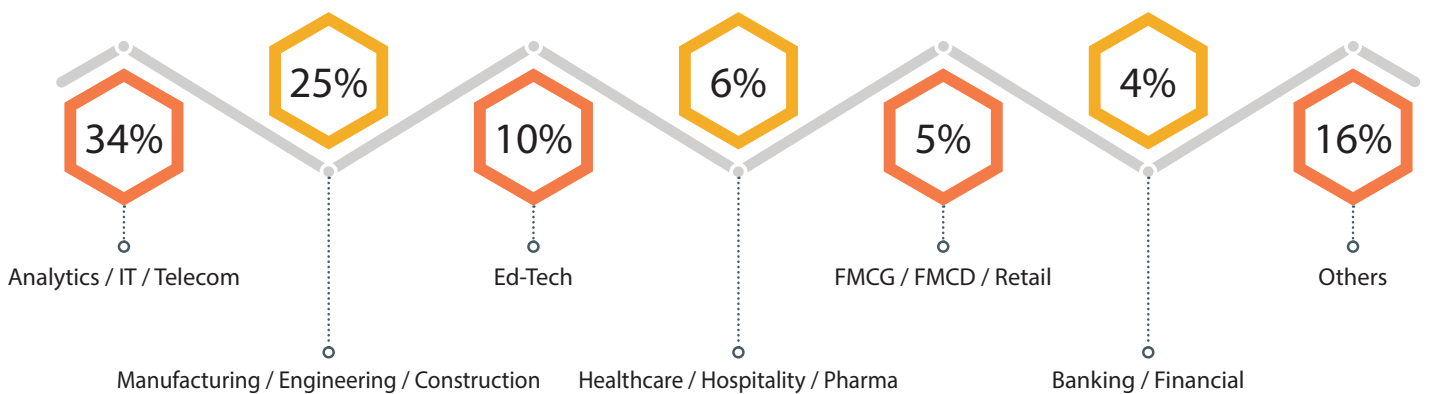 34%
25%
10%
6%
5%
4%
16%
Analytics / IT / Telecom
Ed-Tech
FMCG / FMCD / Retail
Others
Manufacturing / Engineering / Construction
Healthcare / Hospitality / Pharma
Banking / Financial